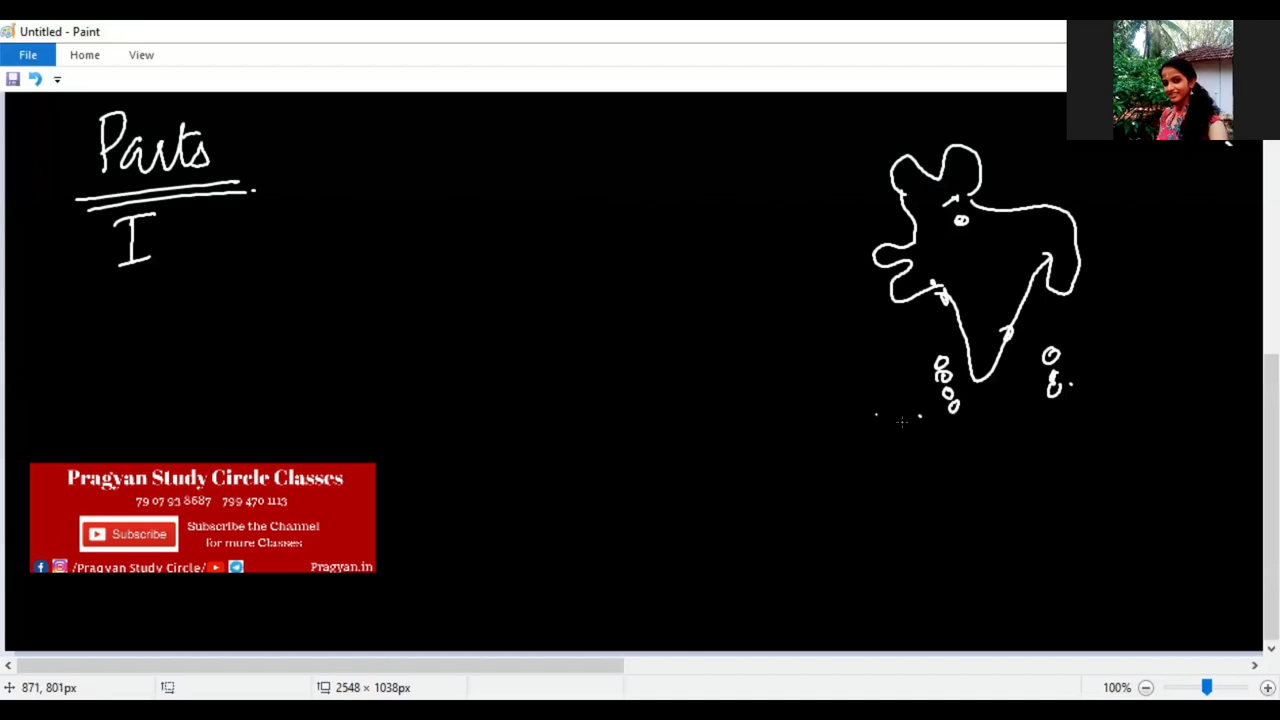 Untitled - Paint
File Home View
Parts
I
Pragyan Study Circle Classes
79 07 93 8687 799 470 1113
Subscribe
Subscribe the Channel
for more Classes
/Pragyan Study Circle/
Pragyan.in
871, 801px
2548 × 1038px
100%